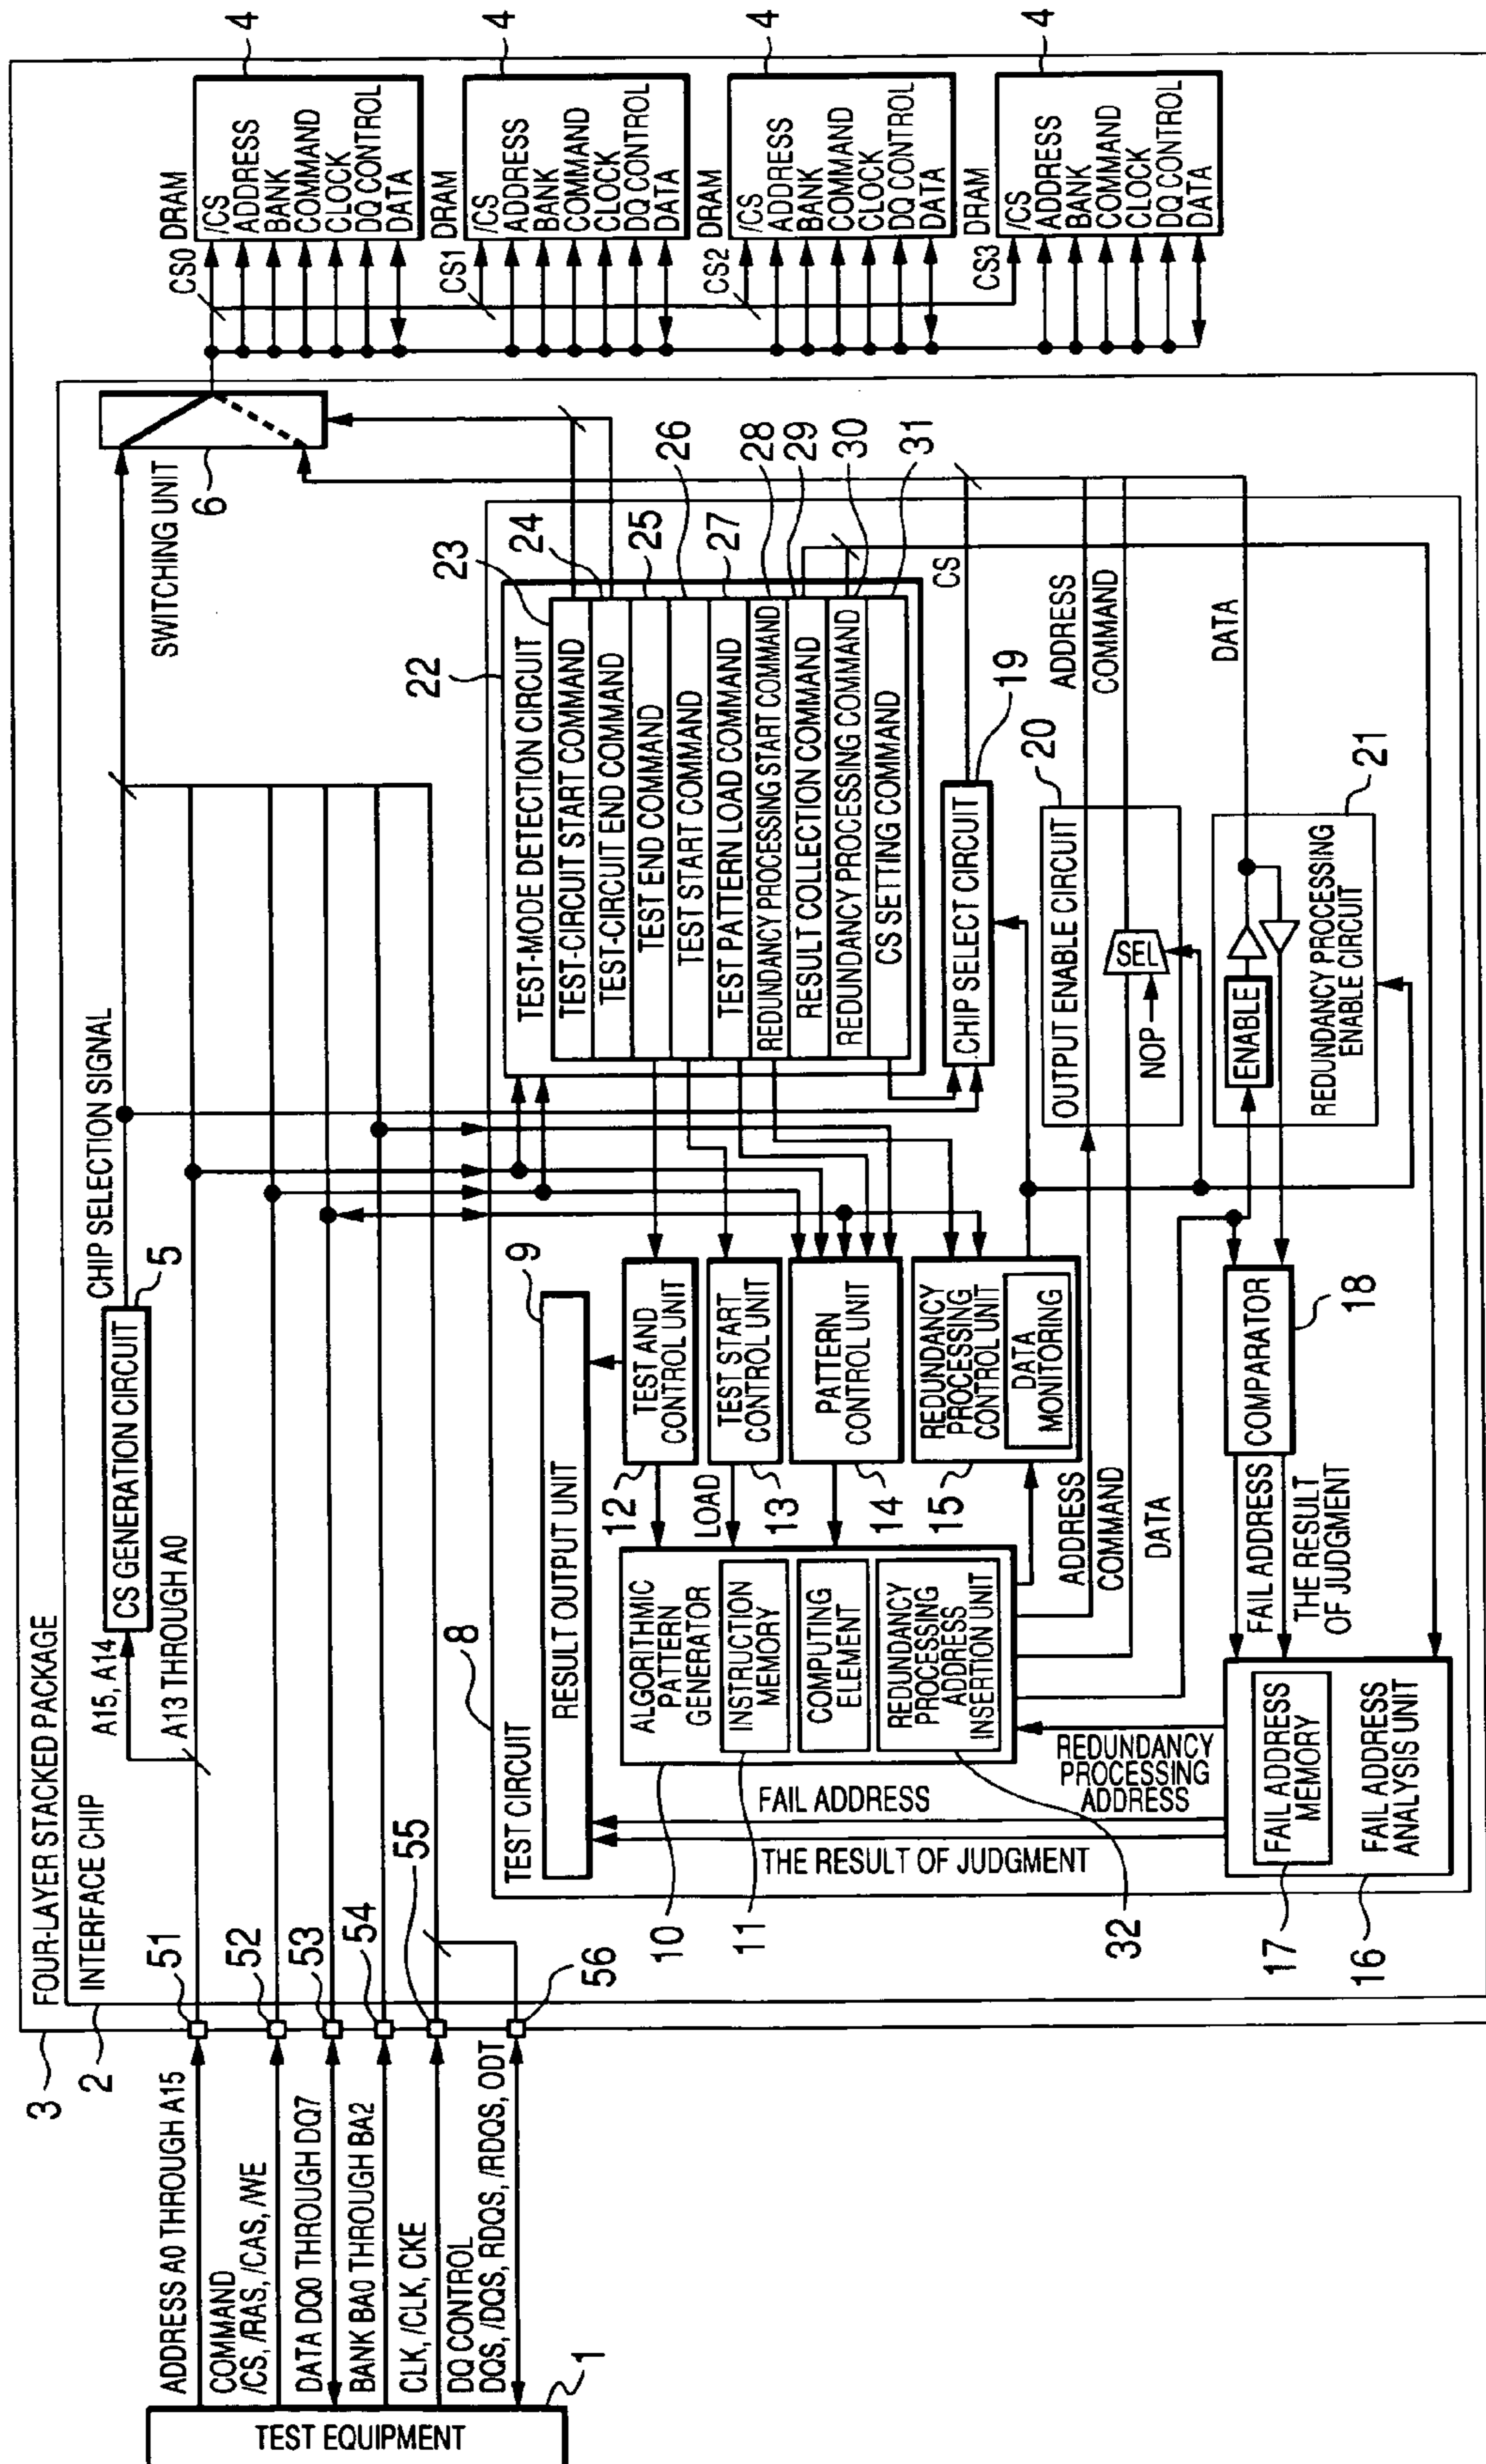 TEST EQUIPMENT
1
ADDRESS A0 THROUGH A15
COMMAND
/CS, /RAS, /CAS, /WE
DATA DQ0 THROUGH DQ7
BANK BA0 THROUGH BA2
CLK, /CLK, CKE
DQ CONTROL
DQS, /DQS, RDQS, /RDQS, ODT
3
2
51
52
53
54
55
56
FOUR-LAYER STACKED PACKAGE
INTERFACE CHIP
A15, A14
A13 THROUGH A0
CS GENERATION CIRCUIT
5
CHIP SELECTION SIGNAL
SWITCHING UNIT
6
8
TEST CIRCUIT
RESULT OUTPUT UNIT
9
10
ALGORITHMIC
PATTERN
GENERATOR
11
INSTRUCTION
MEMORY
COMPUTING
ELEMENT
REDUNDANCY
PROCESSING
ADDRESS
INSERTION UNIT
32
LOAD
12
TEST AND
CONTROL UNIT
13
TEST START
CONTROL UNIT
14
PATTERN
CONTROL UNIT
15
REDUNDANCY
PROCESSING
CONTROL UNIT
DATA
MONITORING
ADDRESS
COMMAND
DATA
FAIL ADDRESS
THE RESULT OF JUDGMENT
REDUNDANCY
PROCESSING
ADDRESS
17
FAIL ADDRESS
MEMORY
16
FAIL ADDRESS
ANALYSIS UNIT
FAIL ADDRESS
THE RESULT
OF JUDGMENT
COMPARATOR
18
22
TEST-MODE DETECTION CIRCUIT
TEST-CIRCUIT START COMMAND
23
TEST-CIRCUIT END COMMAND
24
TEST END COMMAND
25
TEST START COMMAND
26
TEST PATTERN LOAD COMMAND
27
REDUNDANCY PROCESSING START COMMAND
28
RESULT COLLECTION COMMAND
29
REDUNDANCY PROCESSING COMMAND
30
CS SETTING COMMAND
31
CHIP SELECT CIRCUIT
19
CS
OUTPUT ENABLE CIRCUIT
20
NOP
SEL
ADDRESS
COMMAND
ENABLE
REDUNDANCY PROCESSING
ENABLE CIRCUIT
21
DATA
CS0
DRAM
/CS
ADDRESS
BANK
COMMAND
CLOCK
DQ CONTROL
DATA
4
CS1
DRAM
/CS
ADDRESS
BANK
COMMAND
CLOCK
DQ CONTROL
DATA
4
CS2
DRAM
/CS
ADDRESS
BANK
COMMAND
CLOCK
DQ CONTROL
DATA
4
CS3
DRAM
/CS
ADDRESS
BANK
COMMAND
CLOCK
DQ CONTROL
DATA
4